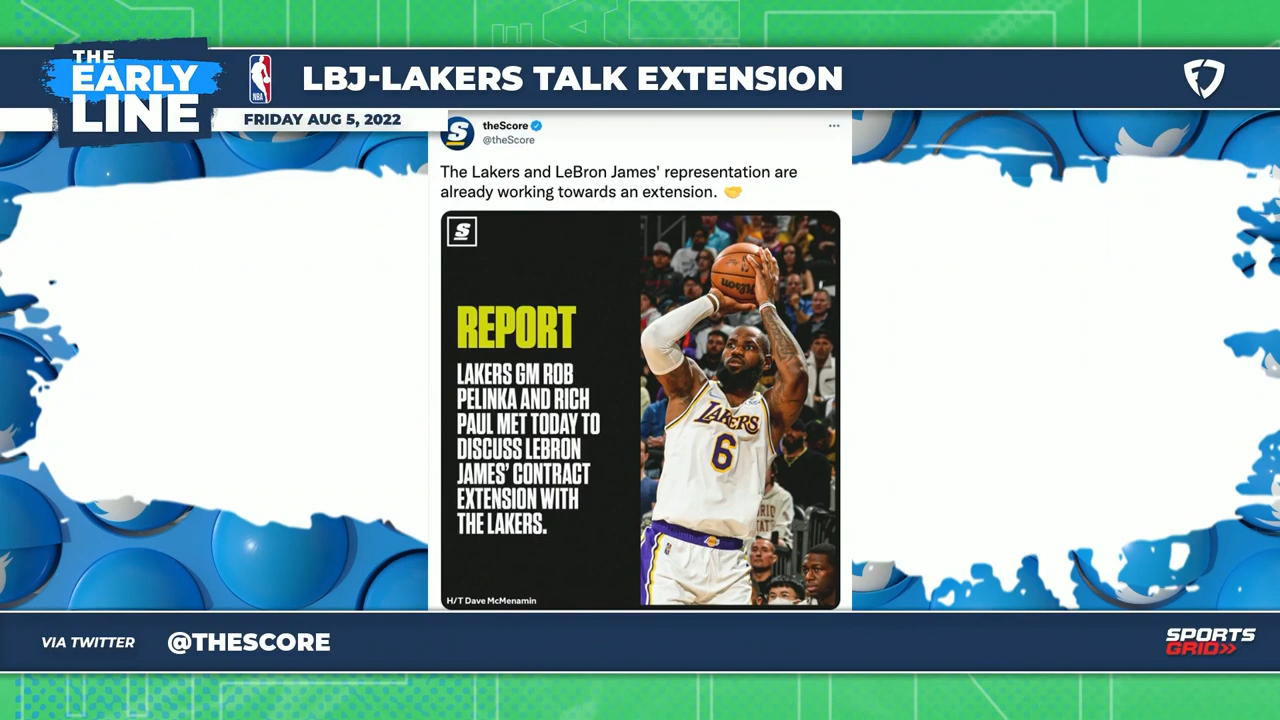 THE
EARLY
LINE
NBA
LBJ-LAKERS TALK EXTENSION
FRIDAY AUG 5, 2022
theScore
@theScore
The Lakers and LeBron James' representation are
already working towards an extension. 🤝
S
REPORT
LAKERS GM ROB
PELINKA AND RICH
PAUL MET TODAY TO
DISCUSS LEBRON
JAMES' CONTRACT
EXTENSION WITH
THE LAKERS.
H/T Dave McMenamin
LAKERS
6
VIA TWITTER
@THESCORE
SPORTS
GRID